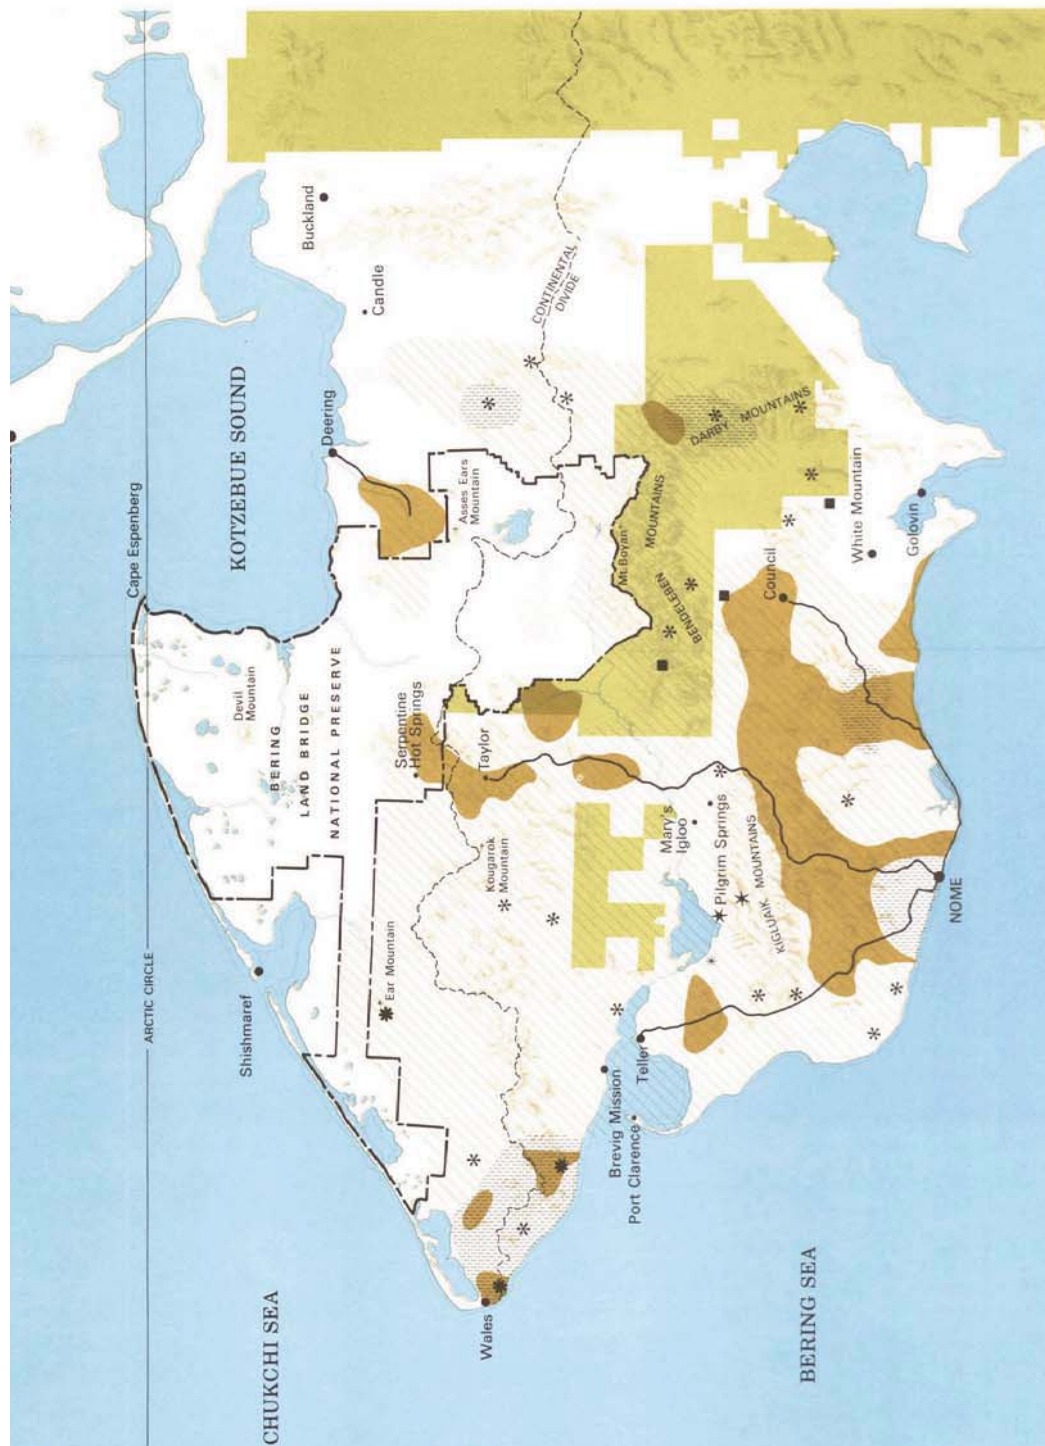 ARCTIC CIRCLE
Cape Espenberg
KOTZEBUE SOUND
CHUKCHI SEA
BERING SEA
Buckland
Candle
Deering
CONTINENTAL
DIVIDE
Asses Ears
Mountain
Devil
Mountain
BERING
LAND BRIDGE
NATIONAL PRESERVE
Serpentine
Hot Springs
Taylor
Kougarok
Mountain
Ear Mountain
Shishmaref
Wales
Brevig Mission
Port Clarence
Teller
Mary's
Igloo
Pilgrim Springs
KIGLUAIK MOUNTAINS
NOME
Council
White Mountain
Golovin
Mt. Boyan
BENDELEBEN
MOUNTAINS
DARBY MOUNTAINS